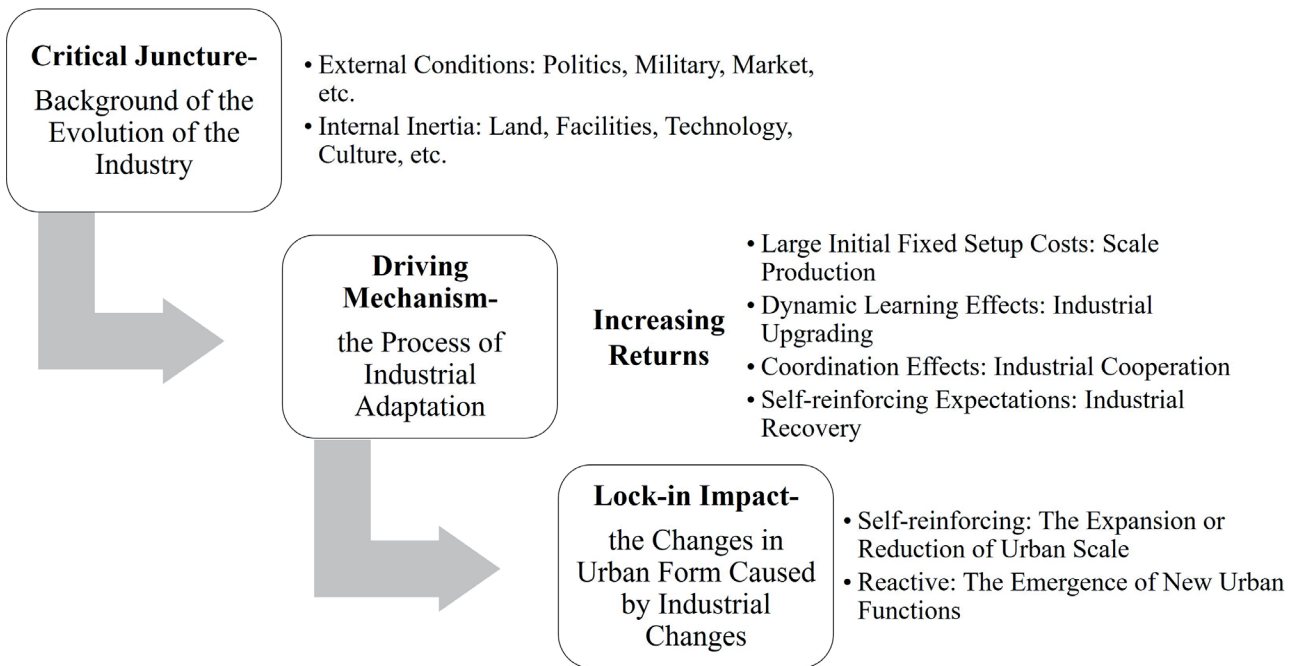 Critical Juncture-
Background of the
Evolution of the
Industry
• External Conditions: Politics, Military, Market,
etc.
• Internal Inertia: Land, Facilities, Technology,
Culture, etc.
Driving
Mechanism-
the Process of
Industrial
Adaptation
Increasing
Returns
• Large Initial Fixed Setup Costs: Scale
Production
• Dynamic Learning Effects: Industrial
Upgrading
• Coordination Effects: Industrial Cooperation
• Self-reinforcing Expectations: Industrial
Recovery
Lock-in Impact-
the Changes in
Urban Form Caused
by Industrial
Changes
• Self-reinforcing: The Expansion or
Reduction of Urban Scale
• Reactive: The Emergence of New Urban
Functions